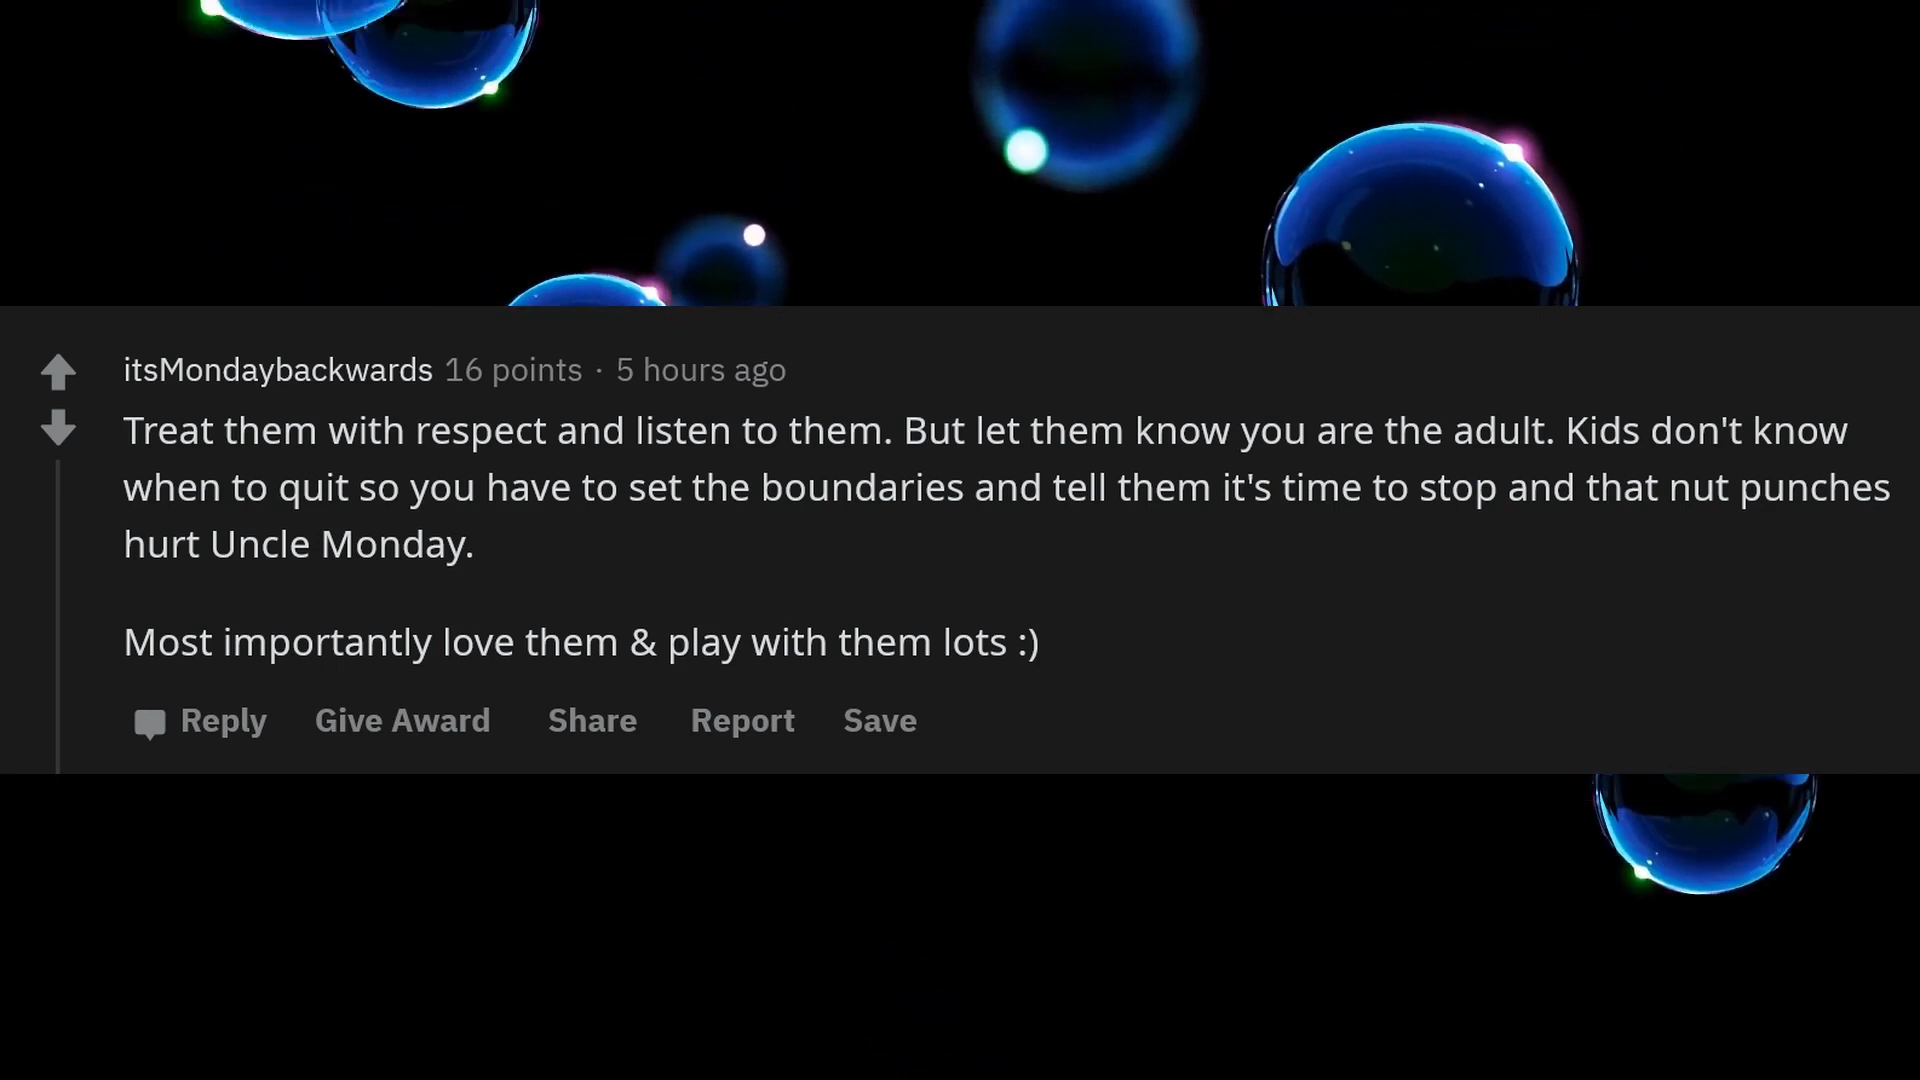 itsMondaybackwards 16 points · 5 hours ago
Treat them with respect and listen to them. But let them know you are the adult. Kids don't know
when to quit so you have to set the boundaries and tell them it's time to stop and that nut punches
hurt Uncle Monday.
Most importantly love them & play with them lots :)
Reply Give Award Share Report Save